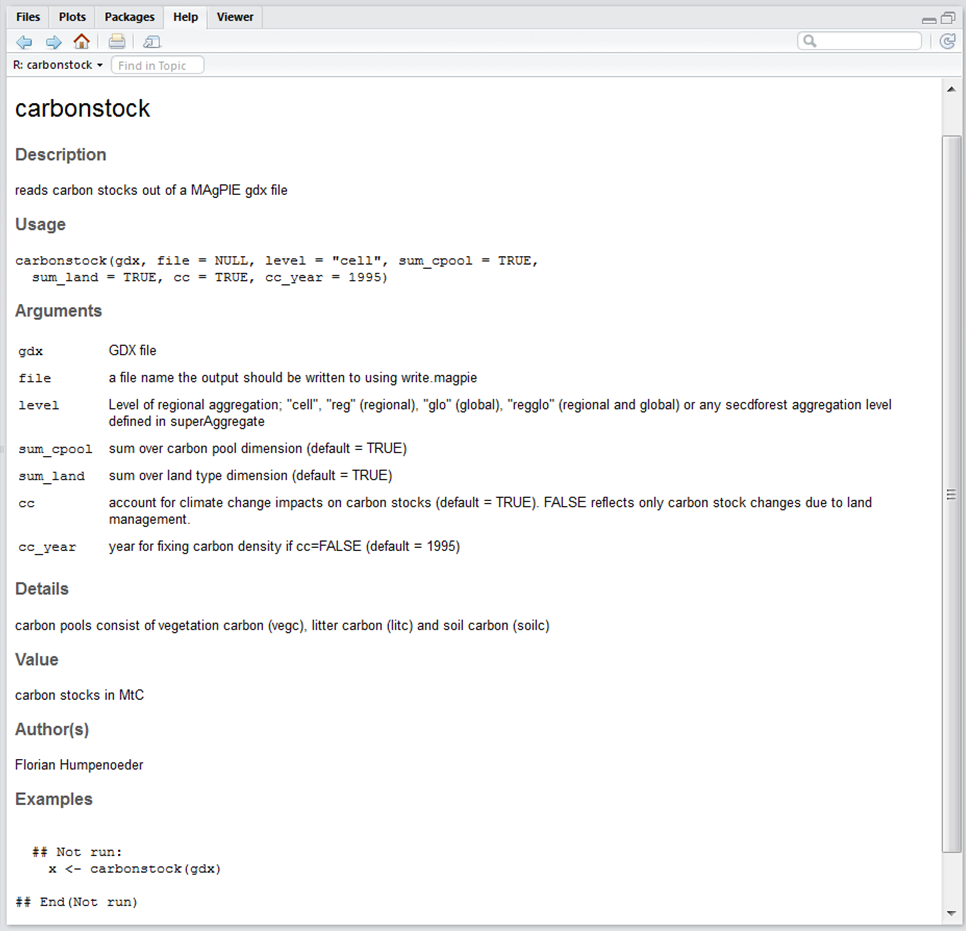 Files Plots Packages Help Viewer
R: carbonstock Find in Topic
carbonstock
Description
reads carbon stocks out of a MAgPIE gdx file
Usage
carbonstock(gdx, file = NULL, level = "cell", sum_cpool = TRUE,
sum_land = TRUE, cc = TRUE, cc_year = 1995)
Arguments
gdx GDX file
file a file name the output should be written to using write.magpie
level Level of regional aggregation; "cell", "reg" (regional), "glo" (global), "regglo" (regional and global) or any secdforest aggregation level
defined in superAggregate
sum_cpool sum over carbon pool dimension (default = TRUE)
sum_land sum over land type dimension (default = TRUE)
cc account for climate change impacts on carbon stocks (default = TRUE). FALSE reflects only carbon stock changes due to land
management.
cc_year year for fixing carbon density if cc=FALSE (default = 1995)
Details
carbon pools consist of vegetation carbon (vegc), litter carbon (litc) and soil carbon (soilc)
Value
carbon stocks in MtC
Author(s)
Florian Humpenoeder
Examples
## Not run:
x <- carbonstock(gdx)
## End(Not run)